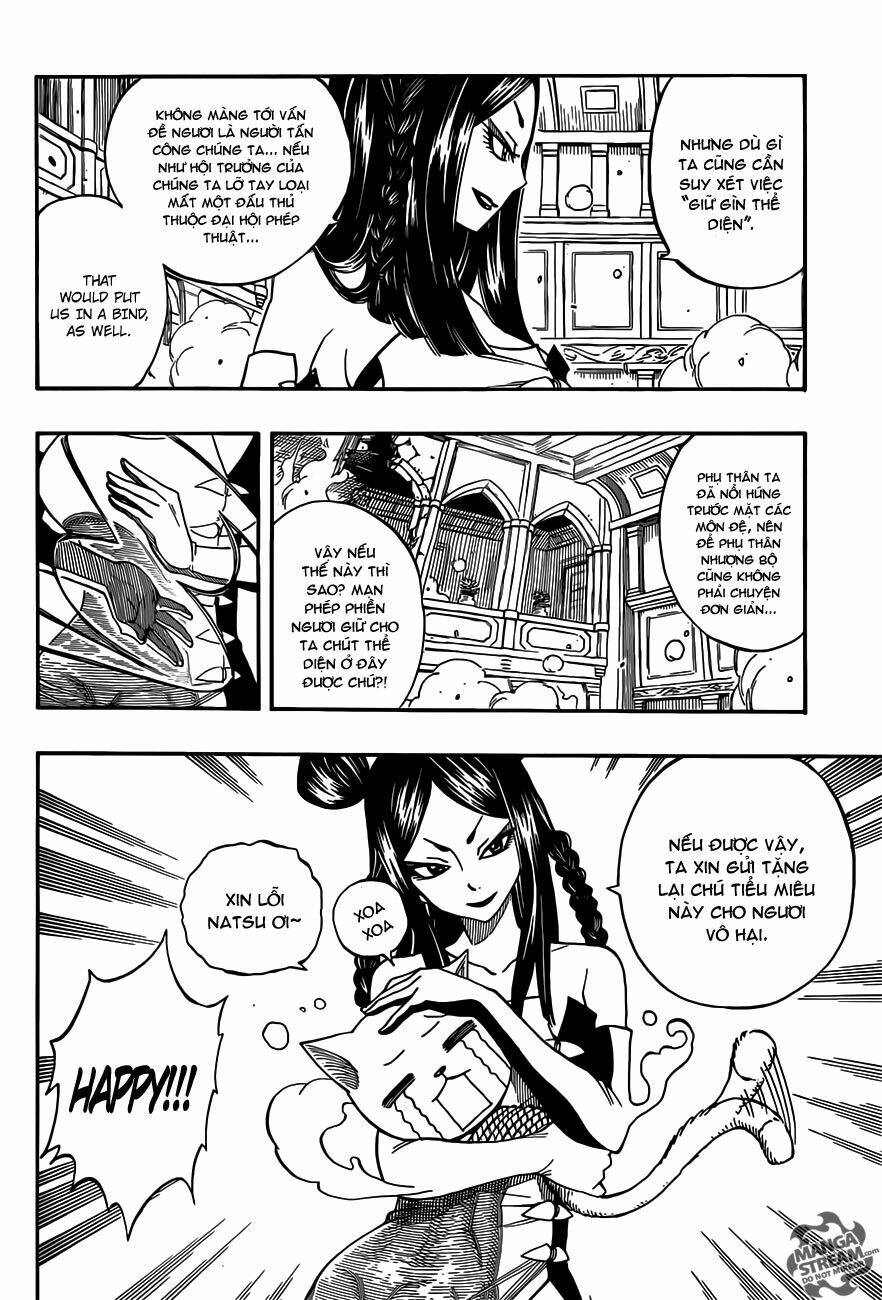 NHƯNG DÙ GÌ
TA CŨNG CẦN
SUY XÉT VIỆC
“GIỮ GÌN THỂ
DIỆN”.
KHÔNG MÀNG TỚI VẤN
ĐỀ NGƯƠI LÀ NGƯỜI TẤN
CÔNG CHÚNG TA... NẾU
NHƯ HỘI TRƯỞNG CỦA
CHÚNG TA LỠ TAY LOẠI
MẤT MỘT ĐẤU THỦ
THUỘC ĐẠI HỘI PHÉP
THUẬT...
THAT
WOULD PUT
US IN A BIND,
AS WELL.
PHỤ THÂN TA
ĐÃ NỔI HỨNG
TRƯỚC MẶT CÁC
MÔN ĐỆ, NÊN
ĐỂ PHỤ THÂN
NHƯỢNG BỘ
CŨNG KHÔNG
PHẢI CHUYỆN
ĐƠN GIẢN...
VẬY NẾU
THẾ NÀY THÌ
SAO? MẠN
PHÉP PHIỀN
NGƯƠI GIỮ CHO
TA CHÚT THỂ
DIỆN Ở ĐÂY
ĐƯỢC CHỨ?!
NẾU ĐƯỢC VẬY,
TA XIN GỬI TẶNG
LẠI CHÚ TIỂU MIÊU
NÀY CHO NGƯƠI
VÔ HẠI.
XOA
XOA
XIN LỖI
NATSU ƠI~
HAPPY!!!
MANGA
STREAM.com
DO NOT MIRROR